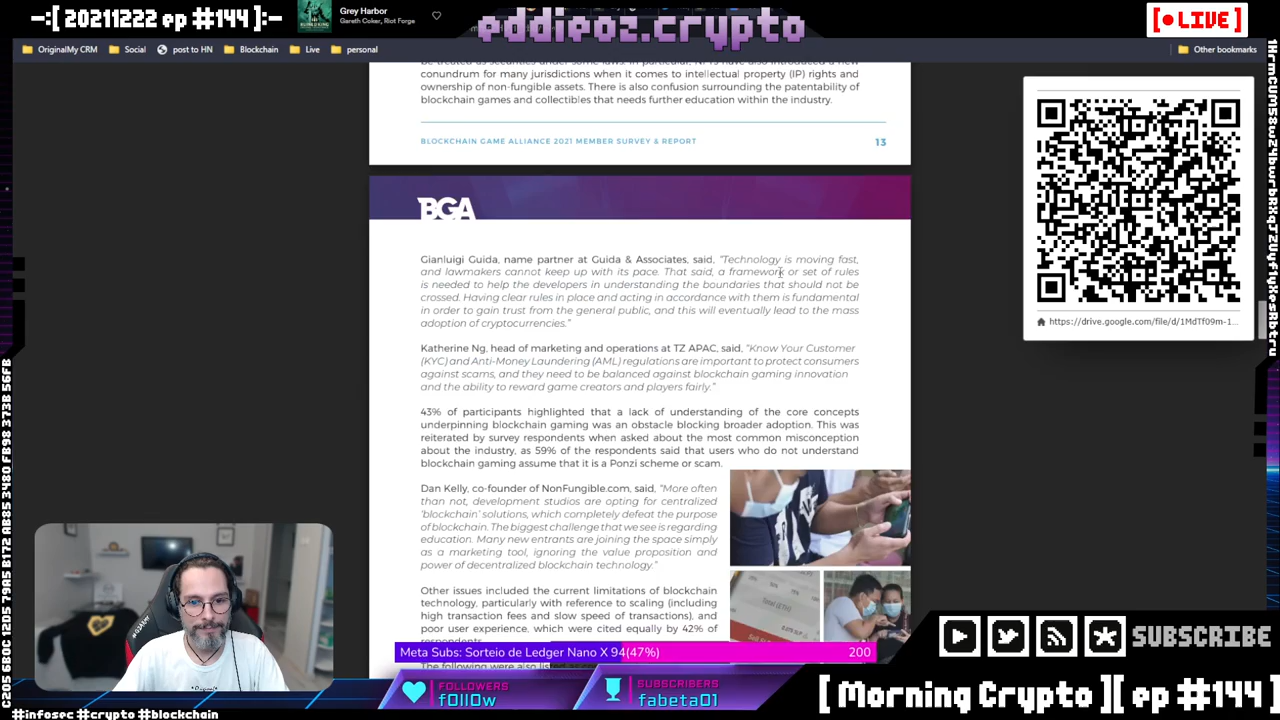 -:[ 20211222 ep #144 ]:-
Grey Harbor
Gareth Coker, Riot Forge
eddieoz.crypto
[● LIVE]
OriginalMy CRM
Social
post to HN
Blockchain
Live
personal
Other bookmarks
conundrum for many jurisdictions when it comes to intellectual property (IP) rights and
ownership of non-fungible assets. There is also confusion surrounding the patentability of
blockchain games and collectibles that needs further education within the industry.
BLOCKCHAIN GAME ALLIANCE 2021 MEMBER SURVEY & REPORT
13
BGA
Gianluigi Guida, name partner at Guida & Associates, said, “Technology is moving fast,
and lawmakers cannot keep up with its pace. That said, a framework or set of rules
is needed to help the developers in understanding the boundaries that should not be
crossed. Having clear rules in place and acting in accordance with them is fundamental
in order to gain trust from the general public, and this will eventually lead to the mass
adoption of cryptocurrencies.”
Katherine Ng, head of marketing and operations at TZ APAC, said, “Know Your Customer
(KYC) and Anti-Money Laundering (AML) regulations are important to protect consumers
against scams, and they need to be balanced against blockchain gaming innovation
and the ability to reward game creators and players fairly.”
43% of participants highlighted that a lack of understanding of the core concepts
underpinning blockchain gaming was an obstacle blocking broader adoption. This was
reiterated by survey respondents when asked about the most common misconception
about the industry, as 59% of the respondents said that users who do not understand
blockchain gaming assume that it is a Ponzi scheme or scam.
Dan Kelly, co-founder of NonFungible.com, said, “More often
than not, development studios are opting for centralized
‘blockchain’ solutions, which completely defeat the purpose
of blockchain. The biggest challenge that we see is regarding
education. Many new entrants are joining the space simply
as a marketing tool, ignoring the value proposition and
power of decentralized blockchain technology.”
Other issues included the current limitations of blockchain
technology, particularly with reference to scaling (including
high transaction fees and slow speed of transactions), and
poor user experience, which were cited equally by 42% of
respondents.
The following were also
https://drive.google.com/file/d/1MdTf09m-1...
Meta Subs: Sorteio de Ledger Nano X 94(47%)
200
FOLLOWERS
f0ll0w
SUBSCRIBERS
fabeta01
SUBSCRIBE
[ Morning Crypto ][ ep #144 ]
#infosec #crypto #blockchain